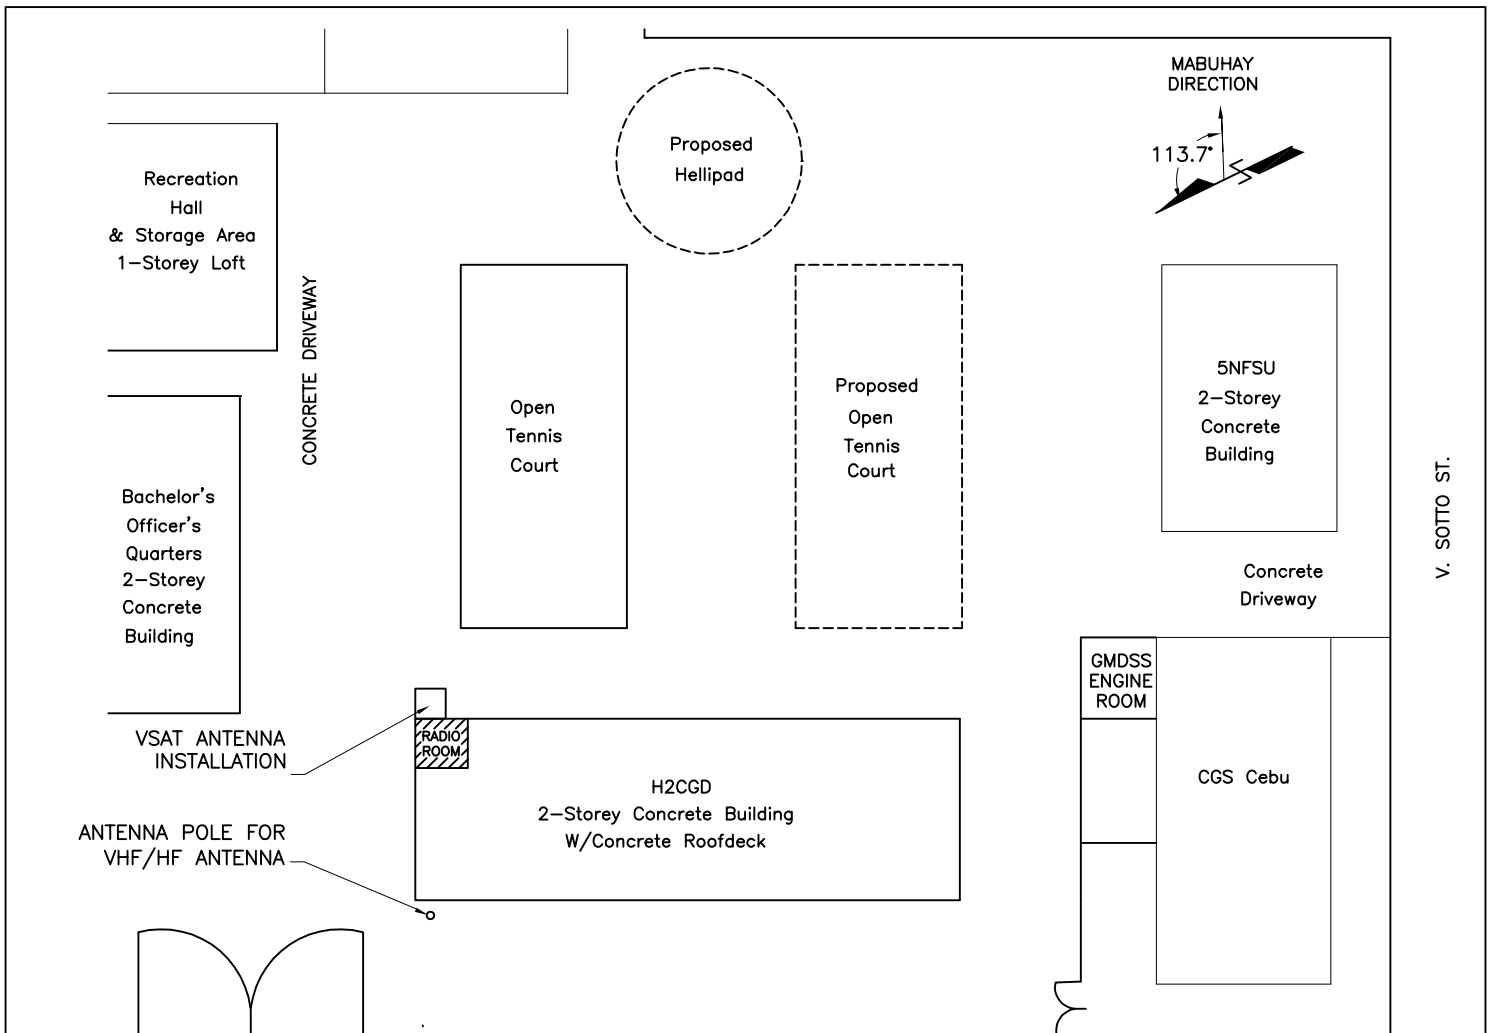 MABUHAY
DIRECTION
113.7°
N
Proposed
Hellipad
Recreation
Hall
& Storage Area
1-Storey Loft
CONCRETE DRIVEWAY
Open
Tennis
Court
Proposed
Open
Tennis
Court
5NFSU
2-Storey
Concrete
Building
V. SOTTO ST.
Bachelor's
Officer's
Quarters
2-Storey
Concrete
Building
Concrete
Driveway
GMDSS
ENGINE
ROOM
VSAT ANTENNA
INSTALLATION
RADIO
ROOM
H2CGD
2-Storey Concrete Building
W/Concrete Roofdeck
CGS Cebu
ANTENNA POLE FOR
VHF/HF ANTENNA